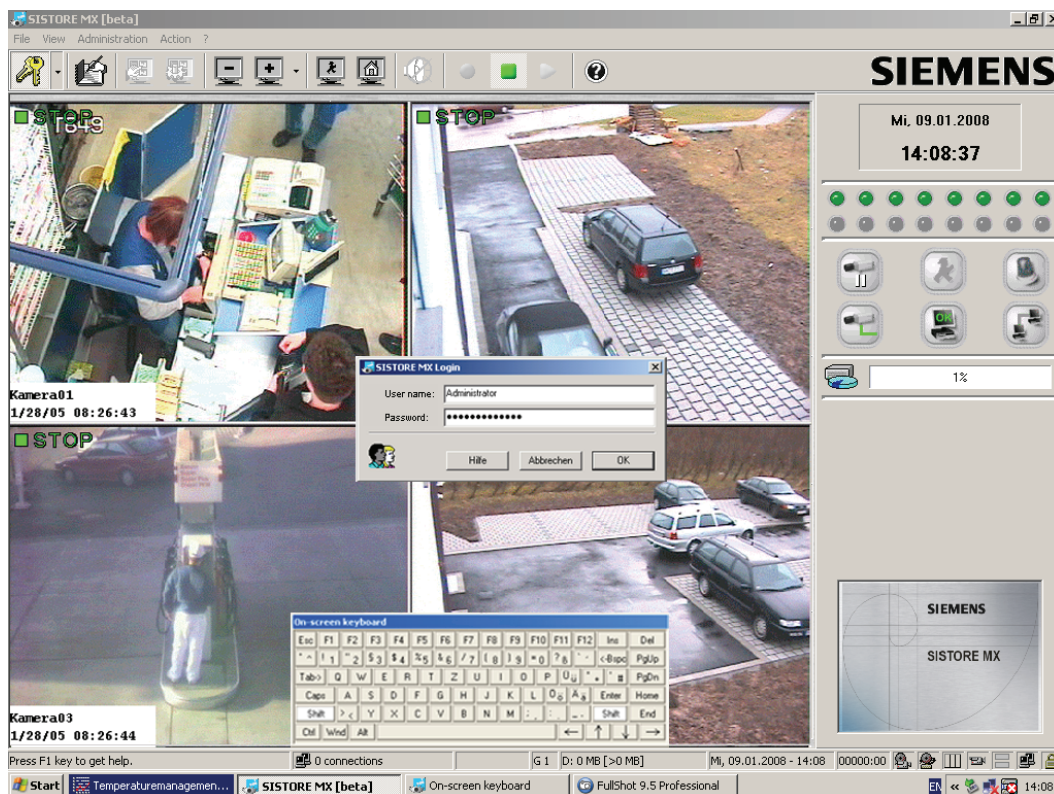 SISTORE MX [beta]
File View Administration Action ?
SIEMENS
STOP
T849
STOP
Mi, 09.01.2008
14:08:37
OK
1%
Kamera01
1/28/05 08:26:43
SISTORE MX Login
User name: Administrator
Password: •••••••••••••
Hilfe Abbrechen OK
STOP
Kamera03
1/28/05 08:26:44
On-screen keyboard
Esc F1 F2 F3 F4 F5 F6 F7 F8 F9 F10 F11 F12 Ins Del
<-Bspc PgUp
Tab-> Q W E R T Z U I O P PgDn
Caps A S D F G H J K L Enter Home
Shift Y X C V B N M Shift End
Ctrl Wnd Alt ← ↑ ↓ →
SIEMENS
SISTORE MX
Press F1 key to get help. 0 connections G 1 D: 0 MB [>0 MB] Mi, 09.01.2008 - 14:08 00000:00
Start Temperaturemanagemen... SISTORE MX [beta] On-screen keyboard FullShot 9.5 Professional EN « 14:08